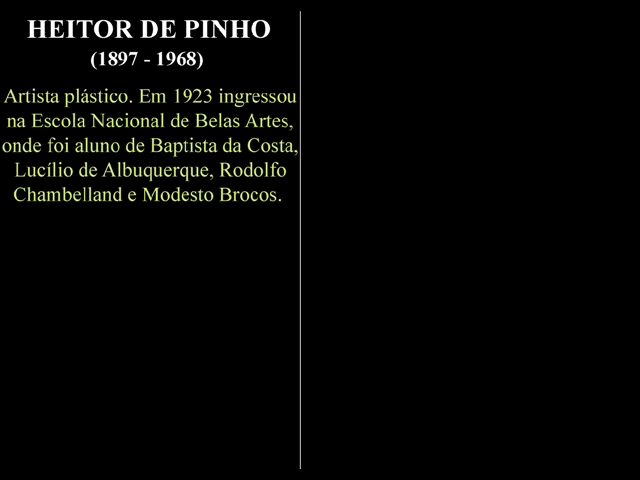 HEITOR DE PINHO
(1897 - 1968)
Artista plástico. Em 1923 ingressou
na Escola Nacional de Belas Artes,
onde foi aluno de Baptista da Costa,
Lucílio de Albuquerque, Rodolfo
Chambelland e Modesto Brocos.